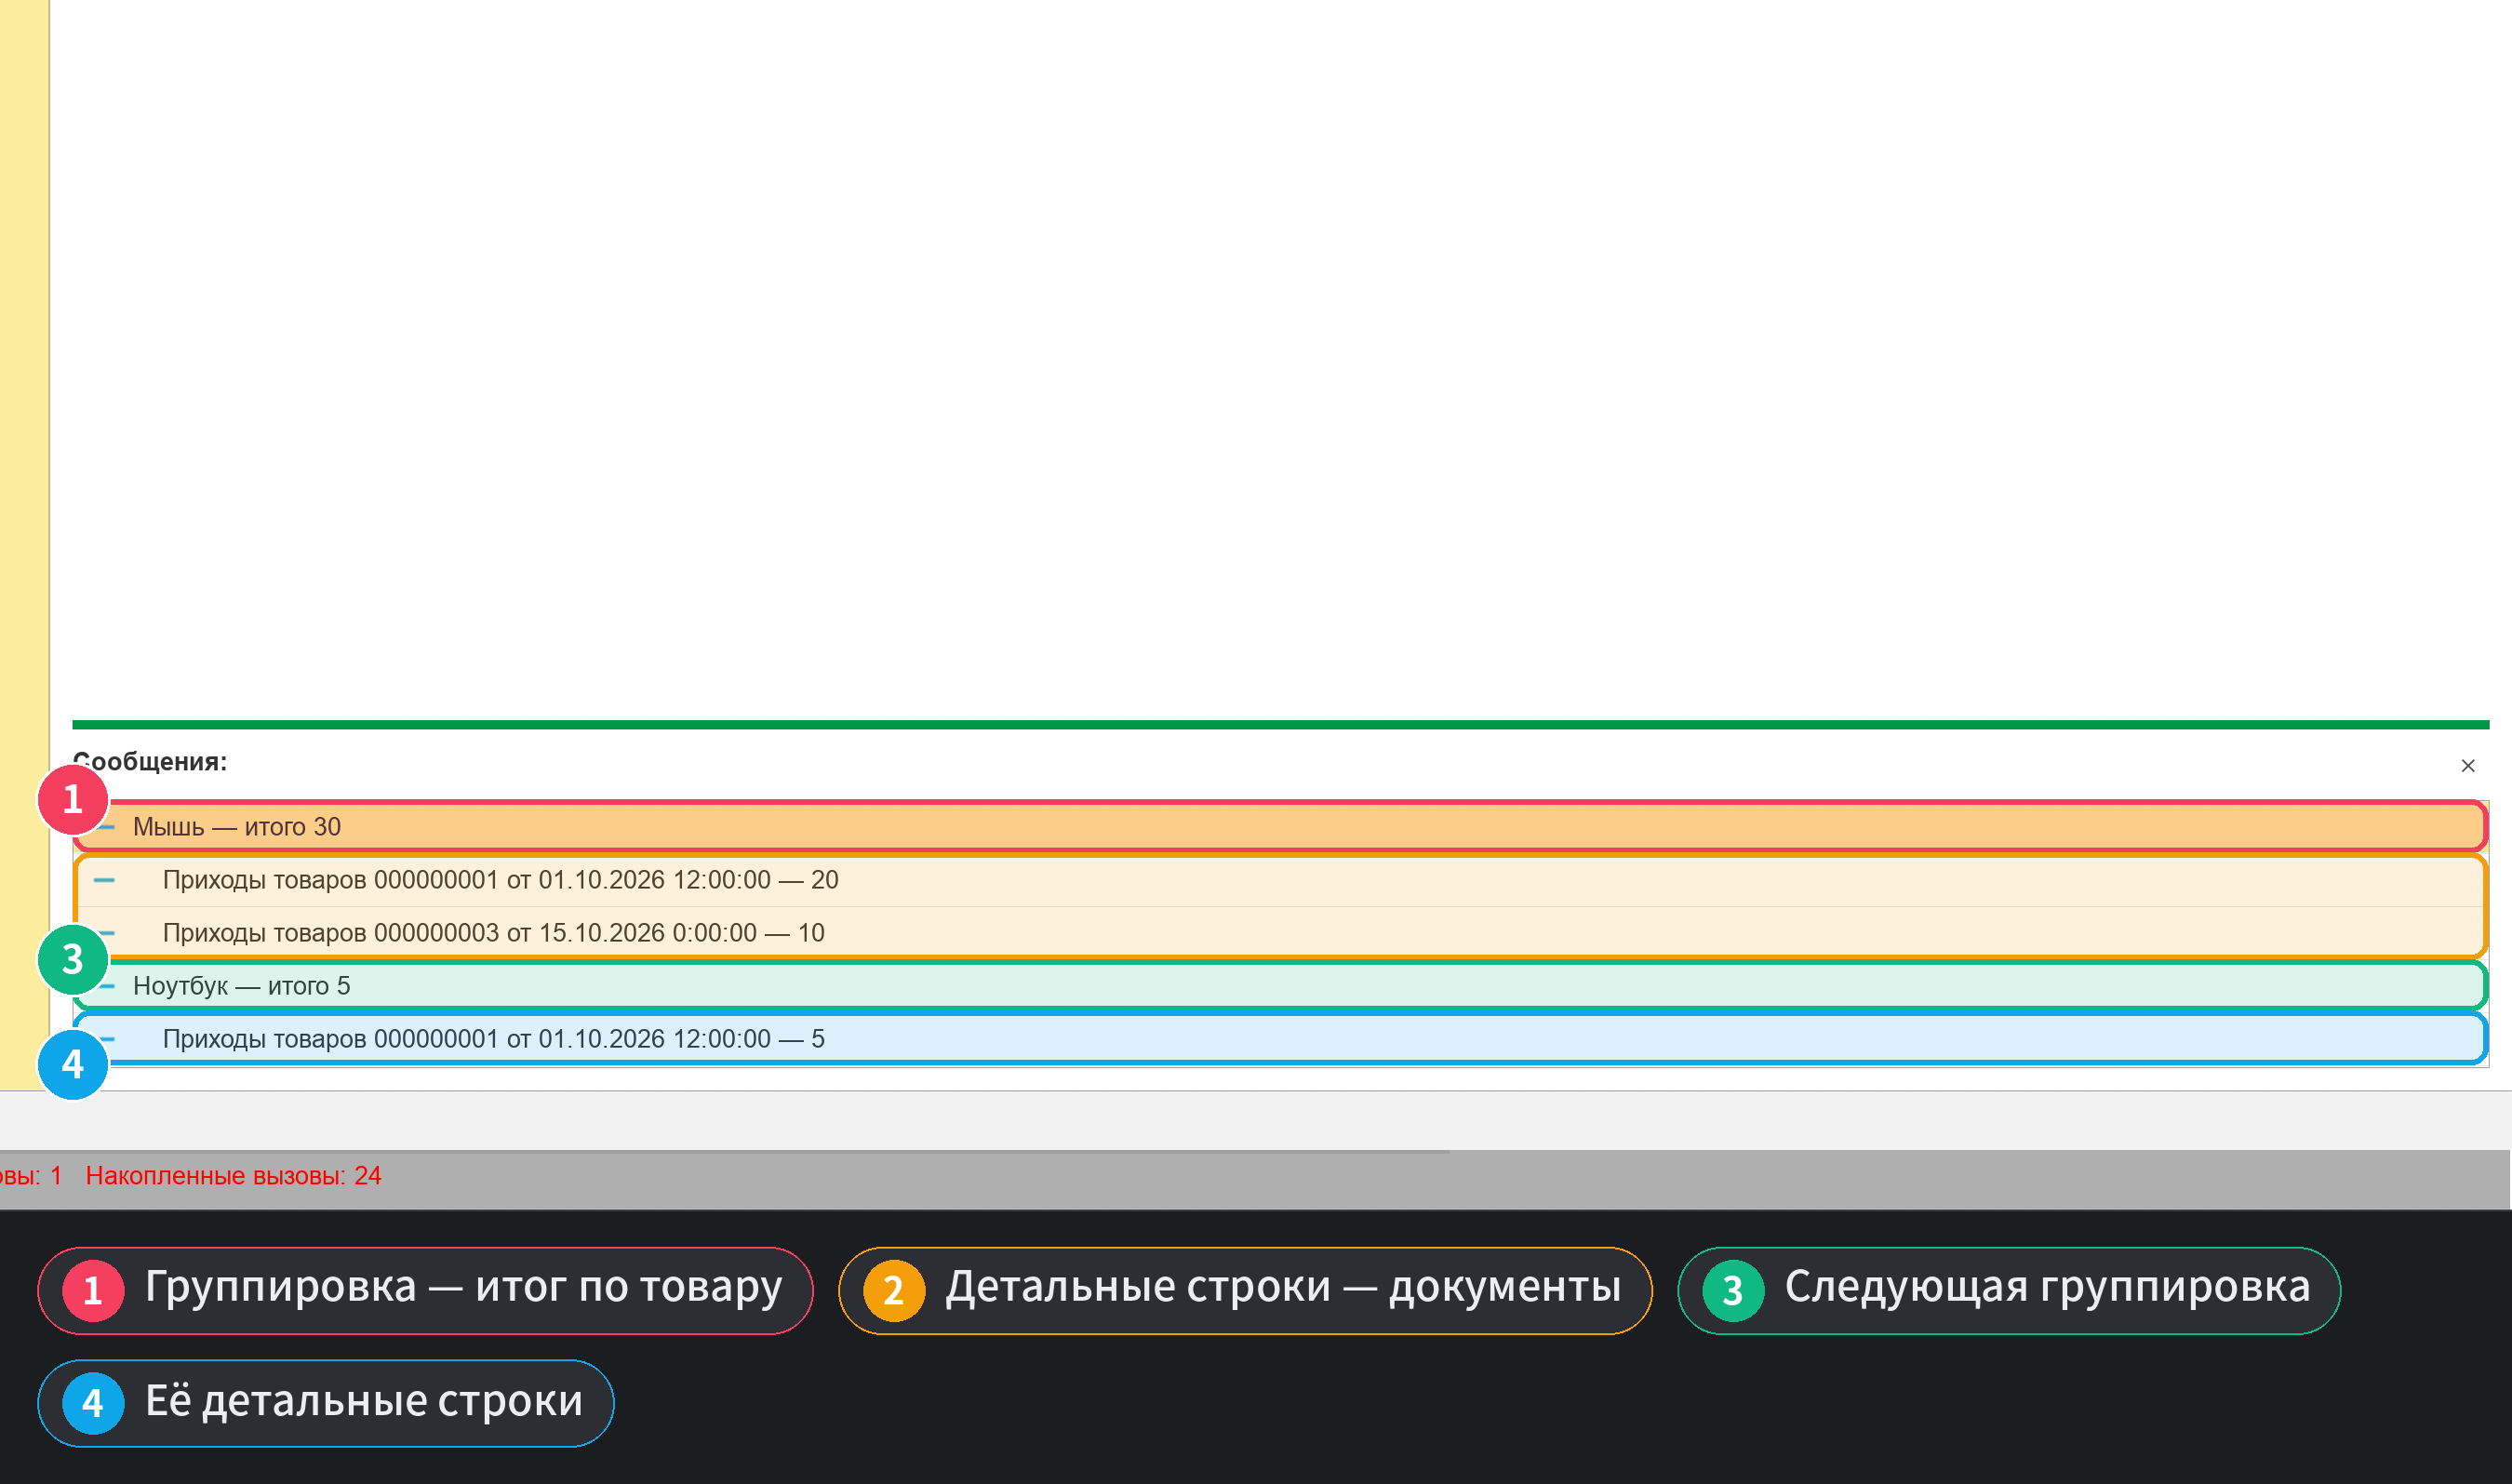 Сообщения:
1
Мышь — итого 30
Приходы товаров 000000001 от 01.10.2026 12:00:00 — 20
Приходы товаров 000000003 от 15.10.2026 0:00:00 — 10
3
Ноутбук — итого 5
Приходы товаров 000000001 от 01.10.2026 12:00:00 — 5
4
овы: 1 Накопленные вызовы: 24
1 Группировка — итог по товару
2 Детальные строки — документы
3 Следующая группировка
4 Её детальные строки